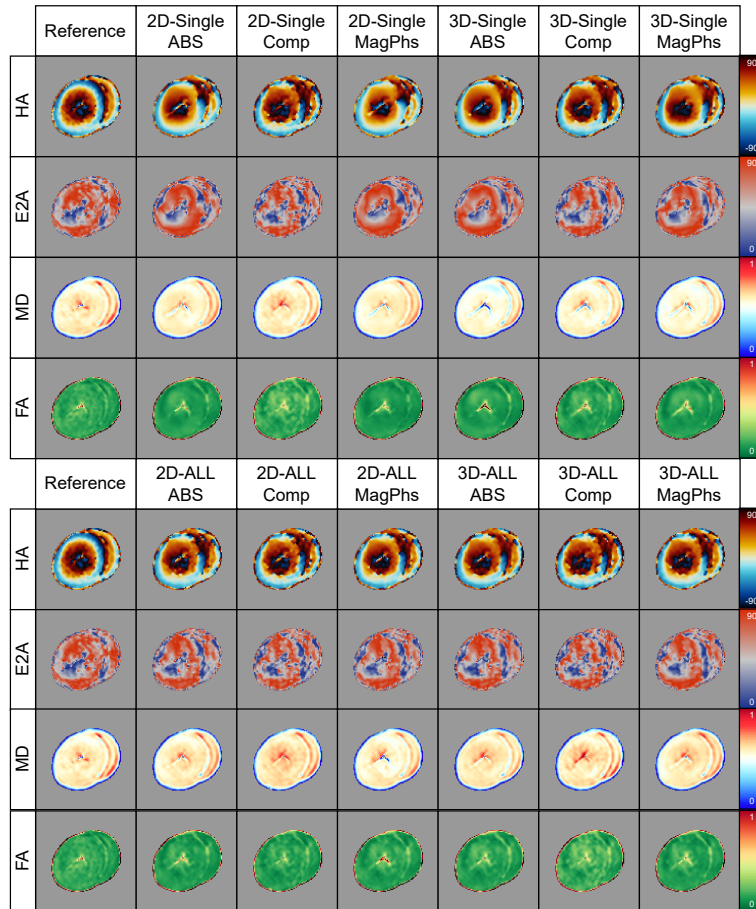 Reference 2D-Single 2D-Single 2D-Single 3D-Single 3D-Single 3D-Single
ABS Comp MagPhs ABS Comp MagPhs
HA
90
-90
E2A
90
0
MD
1
0
FA
1
0
Reference 2D-ALL 2D-ALL 2D-ALL 3D-ALL 3D-ALL 3D-ALL
ABS Comp MagPhs ABS Comp MagPhs
HA
90
-90
E2A
90
0
MD
1
0
FA
1
0